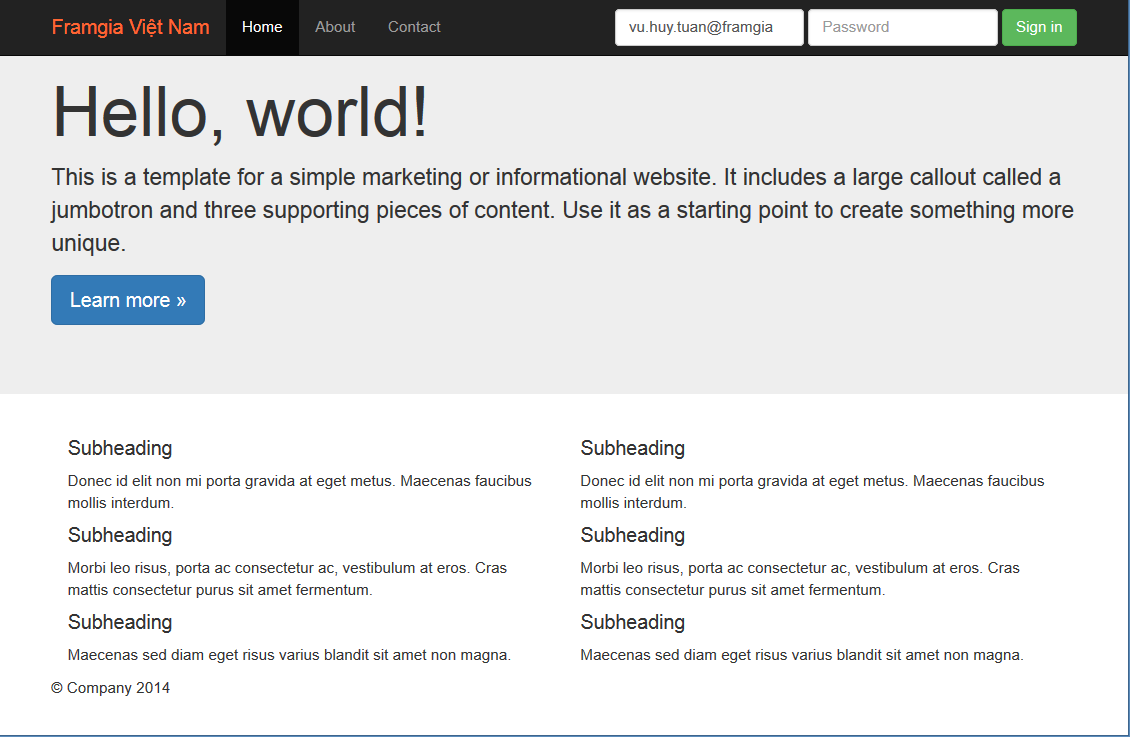 Framgia Việt Nam Home About Contact vu.huy.tuan@framgia Password Sign in
Hello, world!
This is a template for a simple marketing or informational website. It includes a large callout called a
jumbotron and three supporting pieces of content. Use it as a starting point to create something more
unique.
Learn more »
Subheading
Donec id elit non mi porta gravida at eget metus. Maecenas faucibus
mollis interdum.
Subheading
Morbi leo risus, porta ac consectetur ac, vestibulum at eros. Cras
mattis consectetur purus sit amet fermentum.
Subheading
Maecenas sed diam eget risus varius blandit sit amet non magna.
Subheading
Donec id elit non mi porta gravida at eget metus. Maecenas faucibus
mollis interdum.
Subheading
Morbi leo risus, porta ac consectetur ac, vestibulum at eros. Cras
mattis consectetur purus sit amet fermentum.
Subheading
Maecenas sed diam eget risus varius blandit sit amet non magna.
© Company 2014